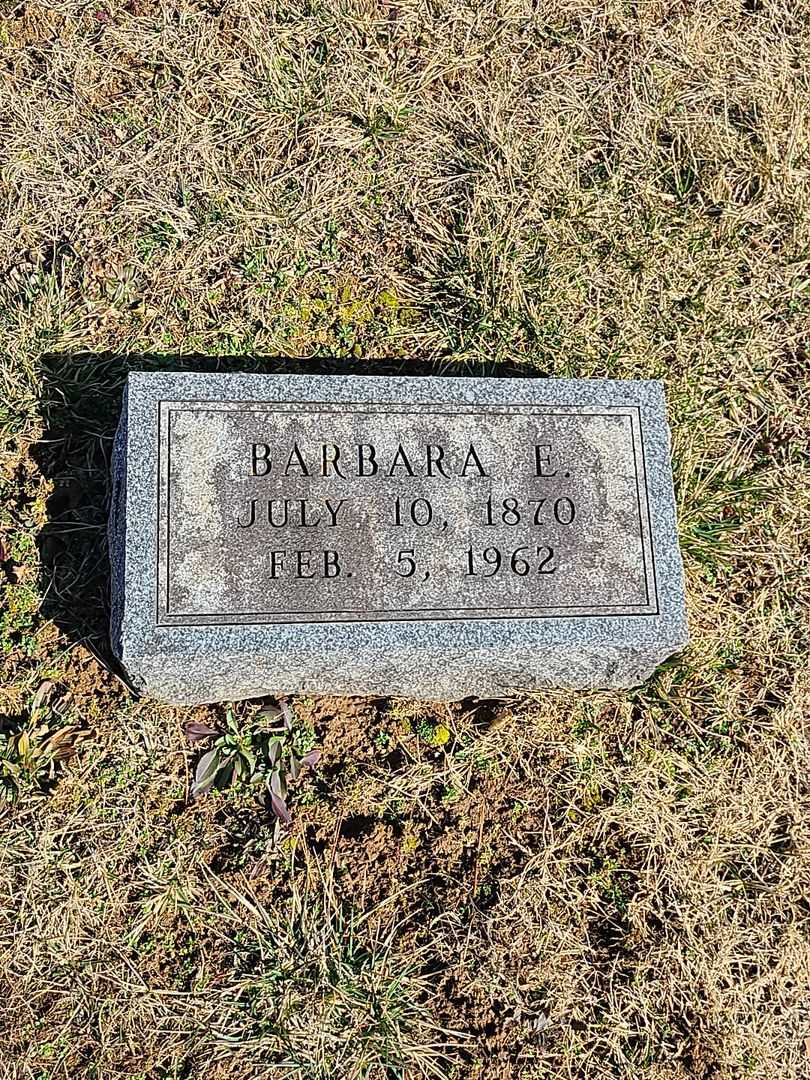 BARBARA E.
JULY 10, 1870
FEB. 5, 1962